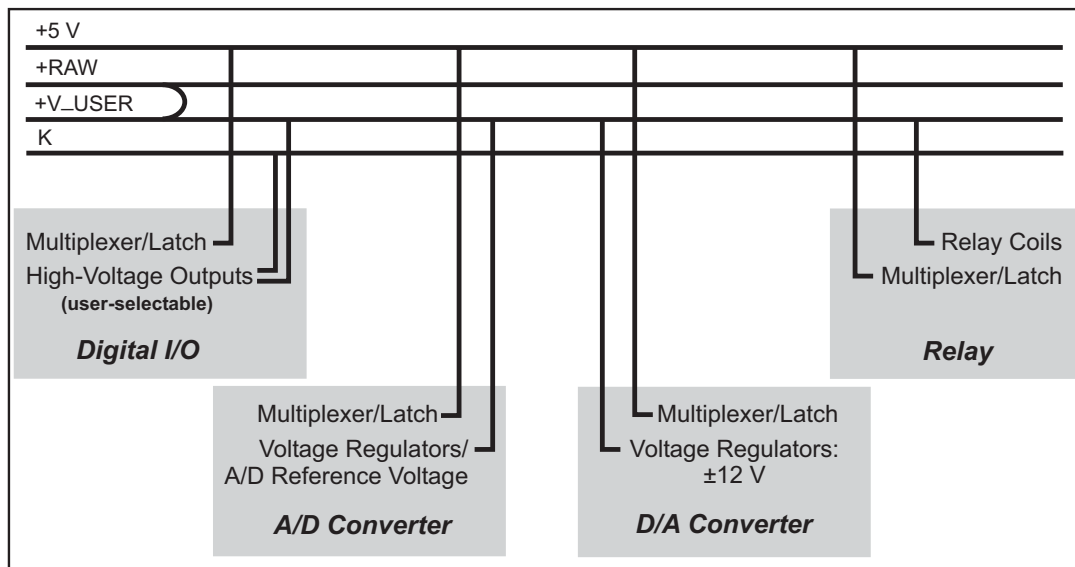 +5 V
+RAW
+V_USER
K
Multiplexer/Latch
High-Voltage Outputs
(user-selectable)
Digital I/O
Relay Coils
Multiplexer/Latch
Relay
Multiplexer/Latch
Voltage Regulators/
A/D Reference Voltage
A/D Converter
Multiplexer/Latch
Voltage Regulators:
±12 V
D/A Converter